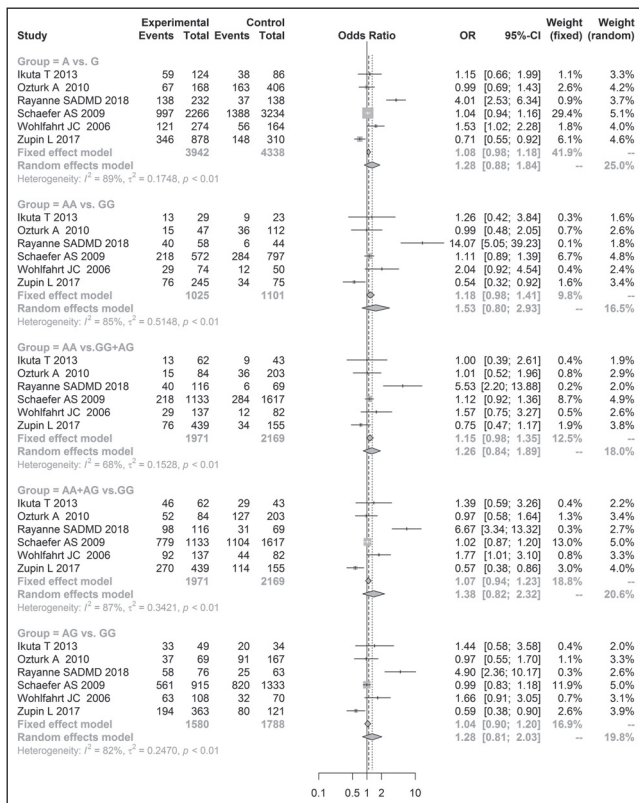 Experimental Control Weight Weight
Study Events Total Events Total Odds Ratio OR 95%-CI (fixed) (random)
Group = A vs. G
Ikuta T 2013 59 124 38 86 1.15 [0.66; 1.99] 1.1% 3.3%
Ozturk A 2010 67 168 163 406 0.99 [0.69; 1.43] 2.6% 4.2%
Rayanne SADMD 2018 138 232 37 138 4.01 [2.53; 6.34] 0.9% 3.7%
Schaefer AS 2009 997 2266 1388 3234 1.04 [0.94; 1.16] 29.4% 5.1%
Wohlfahrt JC 2006 121 274 56 164 1.53 [1.02; 2.28] 1.8% 4.0%
Zupin L 2017 346 878 148 310 0.71 [0.55; 0.92] 6.1% 4.6%
Fixed effect model 3942 4338 1.08 [0.98; 1.18] 41.9% --
Random effects model 1.28 [0.88; 1.84] -- 25.0%
Heterogeneity: I² = 89%, τ² = 0.1748, p < 0.01
Group = AA vs. GG
Ikuta T 2013 13 29 9 23 1.26 [0.42; 3.84] 0.3% 1.6%
Ozturk A 2010 15 47 36 112 0.99 [0.48; 2.05] 0.7% 2.6%
Rayanne SADMD 2018 40 58 6 44 14.07 [5.05; 39.23] 0.1% 1.8%
Schaefer AS 2009 218 572 284 797 1.11 [0.89; 1.39] 6.7% 4.8%
Wohlfahrt JC 2006 29 74 12 50 2.04 [0.92; 4.54] 0.4% 2.4%
Zupin L 2017 76 245 34 75 0.54 [0.32; 0.92] 1.6% 3.4%
Fixed effect model 1025 1101 1.18 [0.98; 1.41] 9.8% --
Random effects model 1.53 [0.80; 2.93] -- 16.5%
Heterogeneity: I² = 85%, τ² = 0.5148, p < 0.01
Group = AA vs.GG+AG
Ikuta T 2013 13 62 9 43 1.00 [0.39; 2.61] 0.4% 1.9%
Ozturk A 2010 15 84 36 203 1.01 [0.52; 1.96] 0.8% 2.9%
Rayanne SADMD 2018 40 116 6 69 5.53 [2.20; 13.88] 0.2% 2.0%
Schaefer AS 2009 218 1133 284 1617 1.12 [0.92; 1.36] 8.7% 4.9%
Wohlfahrt JC 2006 29 137 12 82 1.57 [0.75; 3.27] 0.5% 2.6%
Zupin L 2017 76 439 34 155 0.75 [0.47; 1.17] 1.9% 3.8%
Fixed effect model 1971 2169 1.15 [0.98; 1.35] 12.5% --
Random effects model 1.26 [0.84; 1.89] -- 18.0%
Heterogeneity: I² = 68%, τ² = 0.1528, p < 0.01
Group = AA+AG vs.GG
Ikuta T 2013 46 62 29 43 1.39 [0.59; 3.26] 0.4% 2.2%
Ozturk A 2010 52 84 127 203 0.97 [0.58; 1.64] 1.3% 3.4%
Rayanne SADMD 2018 98 116 31 69 6.67 [3.34; 13.32] 0.3% 2.7%
Schaefer AS 2009 779 1133 1104 1617 1.02 [0.87; 1.20] 13.0% 5.0%
Wohlfahrt JC 2006 92 137 44 82 1.77 [1.01; 3.10] 0.8% 3.3%
Zupin L 2017 270 439 114 155 0.57 [0.38; 0.86] 3.0% 4.0%
Fixed effect model 1971 2169 1.07 [0.94; 1.23] 18.8% --
Random effects model 1.38 [0.82; 2.32] -- 20.6%
Heterogeneity: I² = 87%, τ² = 0.3421, p < 0.01
Group = AG vs. GG
Ikuta T 2013 33 49 20 34 1.44 [0.58; 3.58] 0.4% 2.0%
Ozturk A 2010 37 69 91 167 0.97 [0.55; 1.70] 1.1% 3.3%
Rayanne SADMD 2018 58 76 25 63 4.90 [2.36; 10.17] 0.3% 2.6%
Schaefer AS 2009 561 915 820 1333 0.99 [0.83; 1.18] 11.9% 5.0%
Wohlfahrt JC 2006 63 108 32 70 1.66 [0.91; 3.05] 0.7% 3.1%
Zupin L 2017 194 363 80 121 0.59 [0.38; 0.90] 2.6% 3.9%
Fixed effect model 1580 1788 1.04 [0.90; 1.20] 16.9% --
Random effects model 1.28 [0.81; 2.03] -- 19.8%
Heterogeneity: I² = 82%, τ² = 0.2470, p < 0.01
0.1 0.5 1 2 10